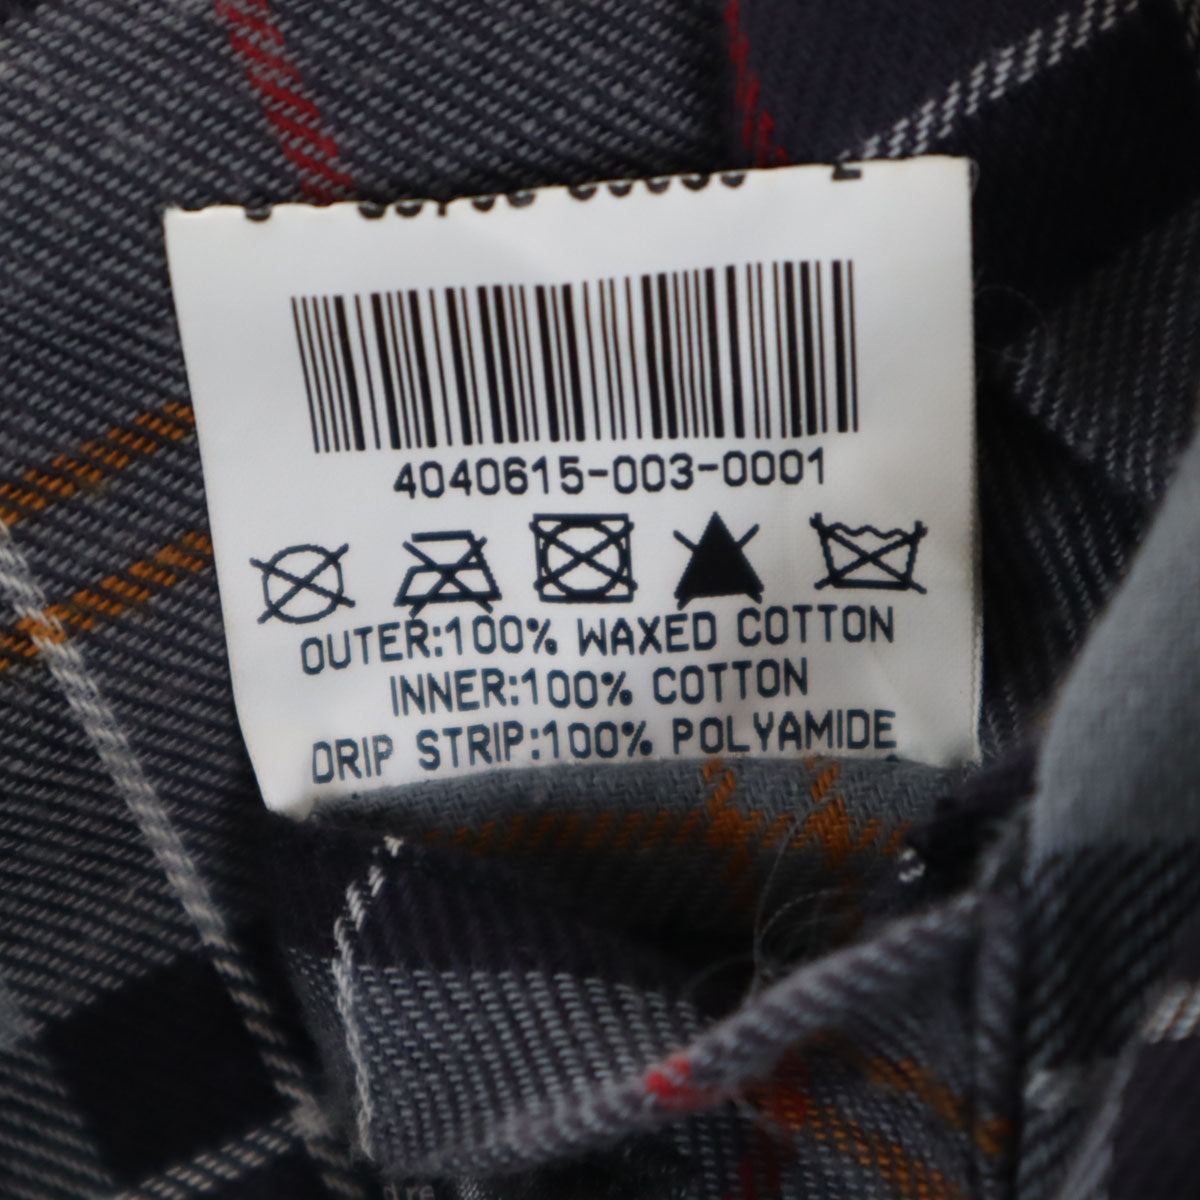 4040615-003-0001
OUTER:100% WAXED COTTON
INNER:100% COTTON
DRIP STRIP:100% POLYAMIDE